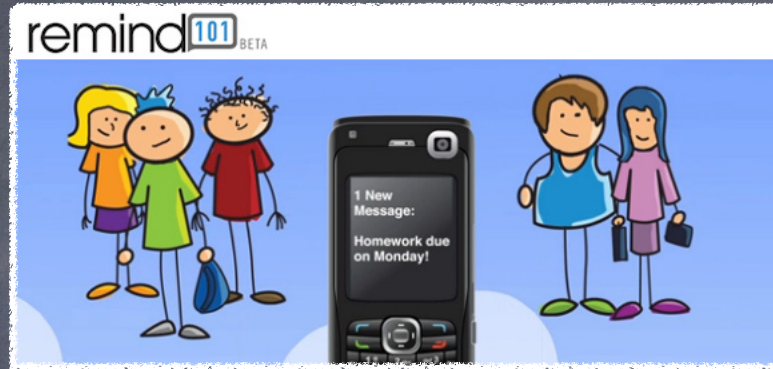 remind101 BETA
1 New
Message:
Homework due
on Monday!